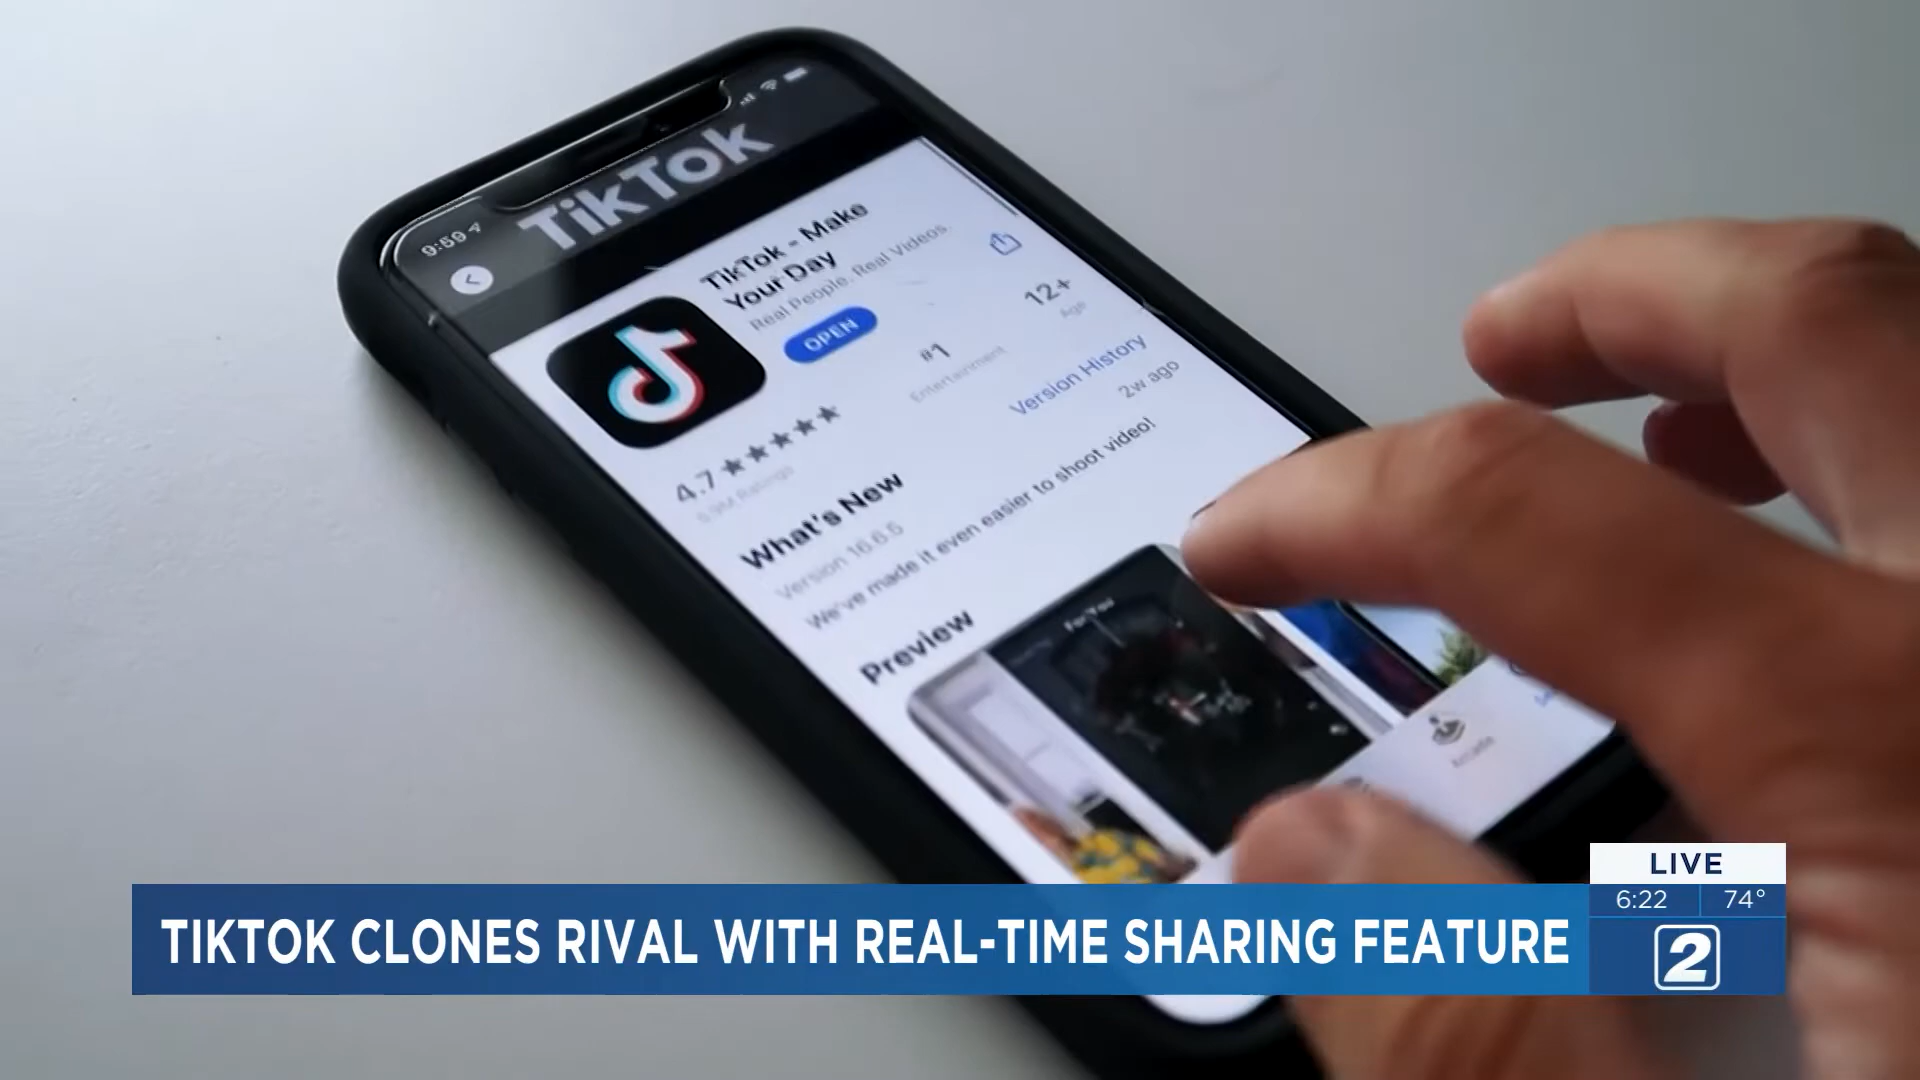 TikTok
9:59
TikTok - Make
Your Day
Real People. Real Videos.
OPEN
4.7 ★★★★★
#1
Entertainment
12+
Age
What's New
Version History
Version 16.6.5
2w ago
We've made it even easier to shoot video!
Preview
For You
Arcade
LIVE
6:22
74°
TIKTOK CLONES RIVAL WITH REAL-TIME SHARING FEATURE
2